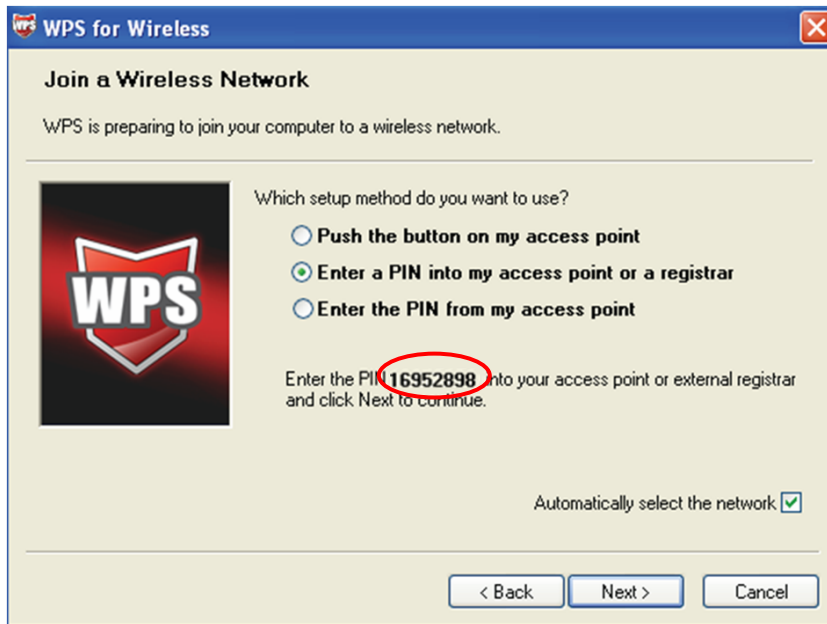 WPS WPS for Wireless
Join a Wireless Network
WPS is preparing to join your computer to a wireless network.
Which setup method do you want to use?
Push the button on my access point
Enter a PIN into my access point or a registrar
Enter the PIN from my access point
WPS
Enter the PIN 16952898 into your access point or external registrar
and click Next to continue.
Automatically select the network
< Back
Next >
Cancel